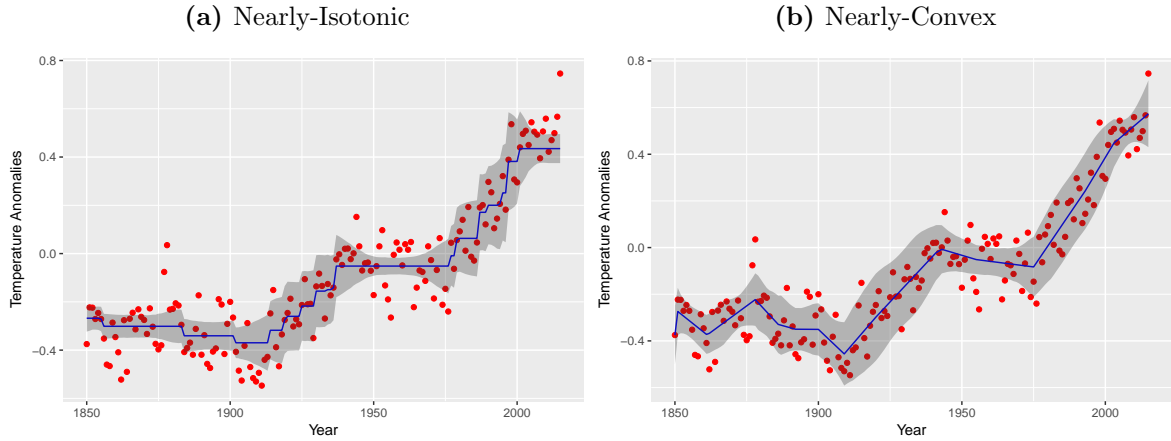 (a) Nearly-Isotonic
0.8
0.4
0.0
−0.4
Temperature Anomalies
1850 1900 1950 2000
Year
(b) Nearly-Convex
0.8
0.4
0.0
−0.4
Temperature Anomalies
1850 1900 1950 2000
Year